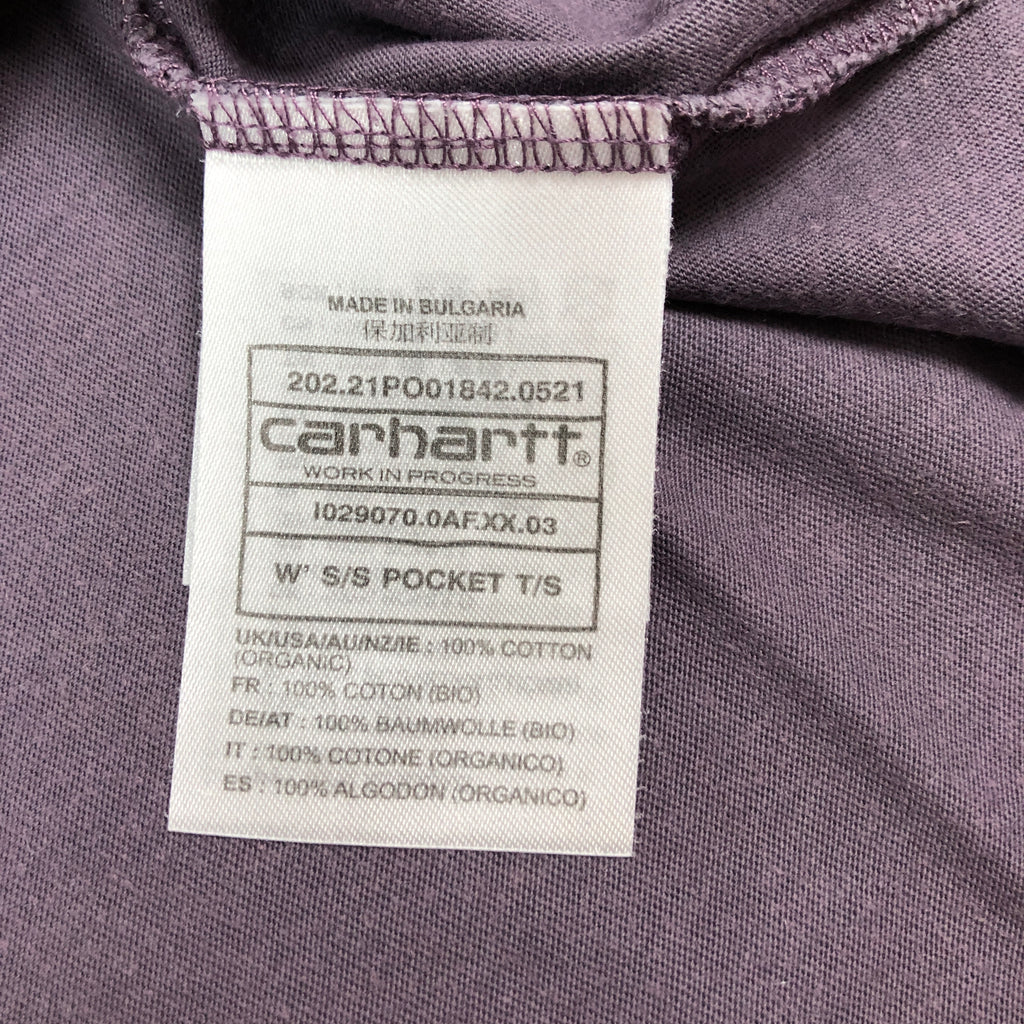 MADE IN BULGARIA
保加利亚制
202.21PO01842.0521
carhartt®
WORK IN PROGRESS
I029070.0AF.XX.03
W' S/S POCKET T/S
UK/USA/AU/NZ/IE : 100% COTTON
(ORGANIC)
FR : 100% COTON (BIO)
DE/AT : 100% BAUMWOLLE (BIO)
IT : 100% COTONE (ORGANICO)
ES : 100% ALGODON (ORGANICO)